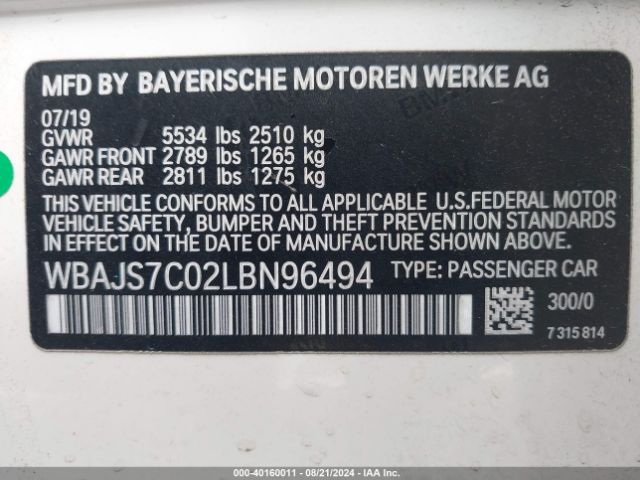 MFD BY BAYERISCHE MOTOREN WERKE AG
07/19
GVWR 5534 lbs 2510 kg
GAWR FRONT 2789 lbs 1265 kg
GAWR REAR 2811 lbs 1275 kg
THIS VEHICLE CONFORMS TO ALL APPLICABLE U.S.FEDERAL MOTOR
VEHICLE SAFETY, BUMPER AND THEFT PREVENTION STANDARDS
IN EFFECT ON THE DATE OF MANUFACTURE SHOWN ABOVE.
WBAJS7C02LBN96494 TYPE: PASSENGER CAR
300/0
7 315 814
000-40160011 - 08/21/2024 - IAA Inc.